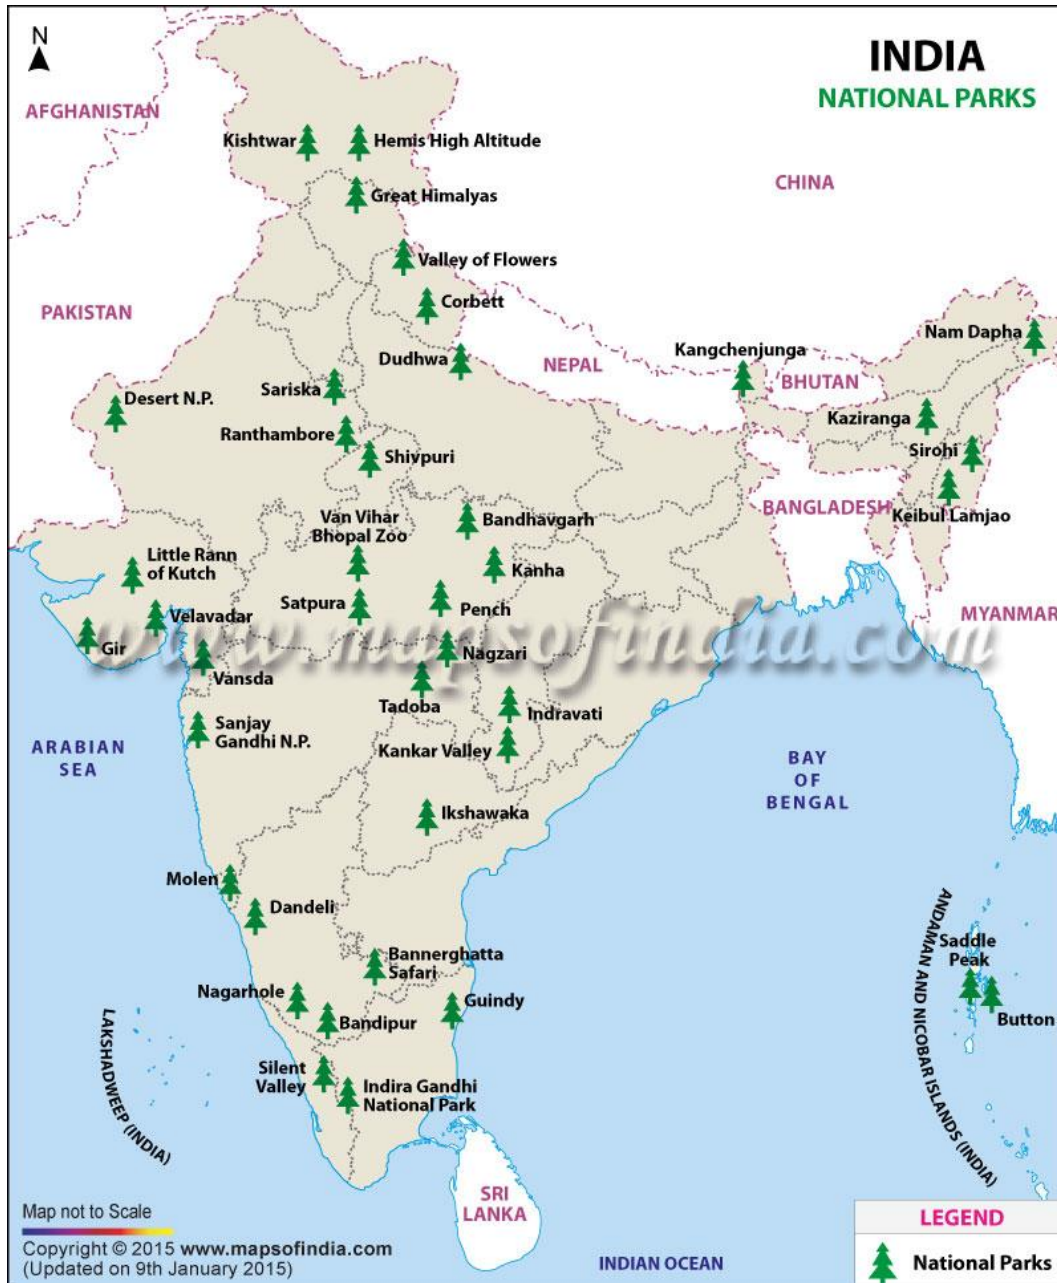 N
INDIA
NATIONAL PARKS
AFGHANISTAN
Kishtwar
Hemis High Altitude
CHINA
Great Himalyas
Valley of Flowers
PAKISTAN
Corbett
Nam Dapha
Dudhwa
NEPAL
Kangchenjunga
BHUTAN
Sariska
Desert N.P.
Kaziranga
Ranthambore
Shivpuri
Sirohi
BANGLADESH
Keibul Lamjao
Van Vihar
Bhopal Zoo
Bandhavgarh
Little Rann
of Kutch
Kanha
Satpura
Pench
Velavadar
MYANMAR
Gir
www.mapsofindia.com
Nagzari
Vansda
Tadoba
Indravati
Sanjay
Gandhi N.P.
Kankar Valley
ARABIAN
SEA
BAY
OF
BENGAL
Ikshawaka
Molen
Dandeli
ANDAMAN AND NICOBAR ISLANDS (INDIA)
Saddle
Peak
Bannerghatta
Safari
Nagarhole
Guindy
Button
Bandipur
LAKSHADWEEP (INDIA)
Silent
Valley
Indira Gandhi
National Park
SRI
LANKA
Map not to Scale
LEGEND
Copyright © 2015 www.mapsofindia.com
(Updated on 9th January 2015)
INDIAN OCEAN
National Parks